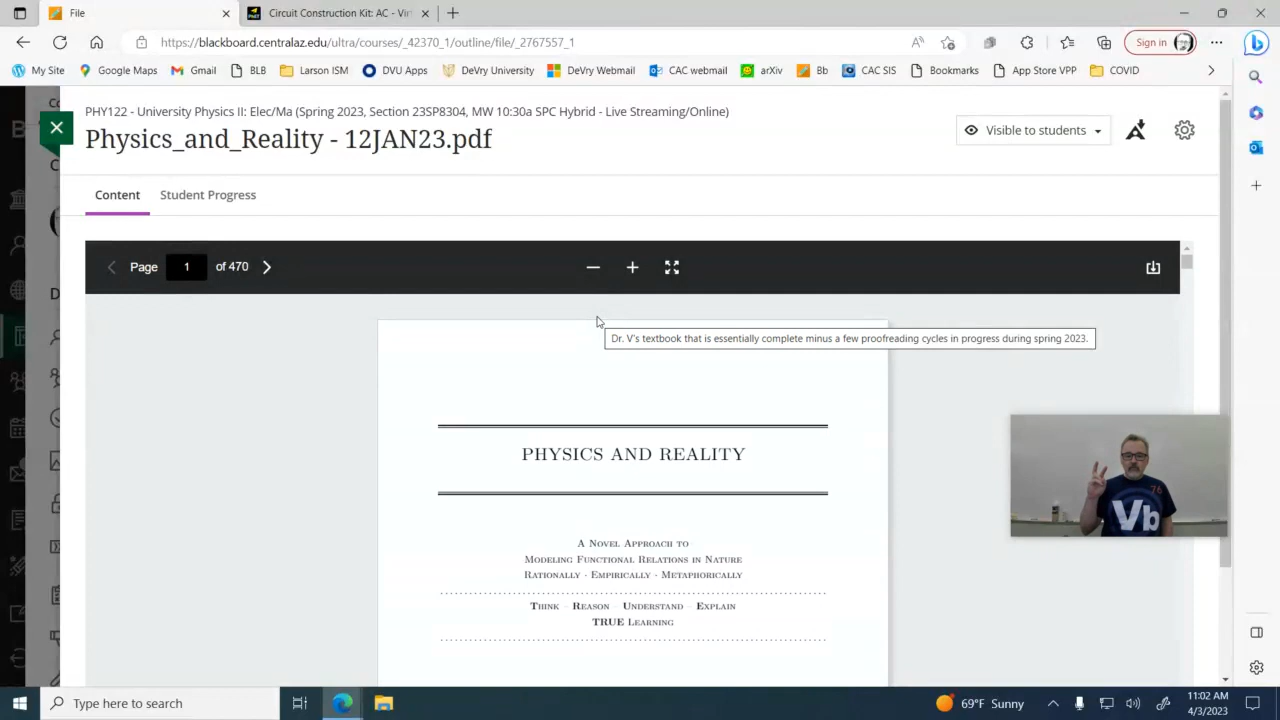 File
Circuit Construction Kit: AC - Virt
https://blackboard.centralaz.edu/ultra/courses/_42370_1/outline/file/_2767557_1
Sign in
My Site
Google Maps
Gmail
BLB
Larson ISM
DVU Apps
DeVry University
DeVry Webmail
CAC webmail
arXiv
Bb
CAC SIS
Bookmarks
App Store VPP
COVID
PHY122 - University Physics II: Elec/Ma (Spring 2023, Section 23SP8304, MW 10:30a SPC Hybrid - Live Streaming/Online)
Physics_and_Reality - 12JAN23.pdf
Visible to students
Content
Student Progress
Page
1
of 470
Dr. V's textbook that is essentially complete minus a few proofreading cycles in progress during spring 2023.
PHYSICS AND REALITY
A Novel Approach to
Modeling Functional Relations in Nature
Rationally · Empirically · Metaphorically
Think – Reason – Understand – Explain
TRUE Learning
76
Vb
Type here to search
69°F Sunny
11:02 AM
4/3/2023